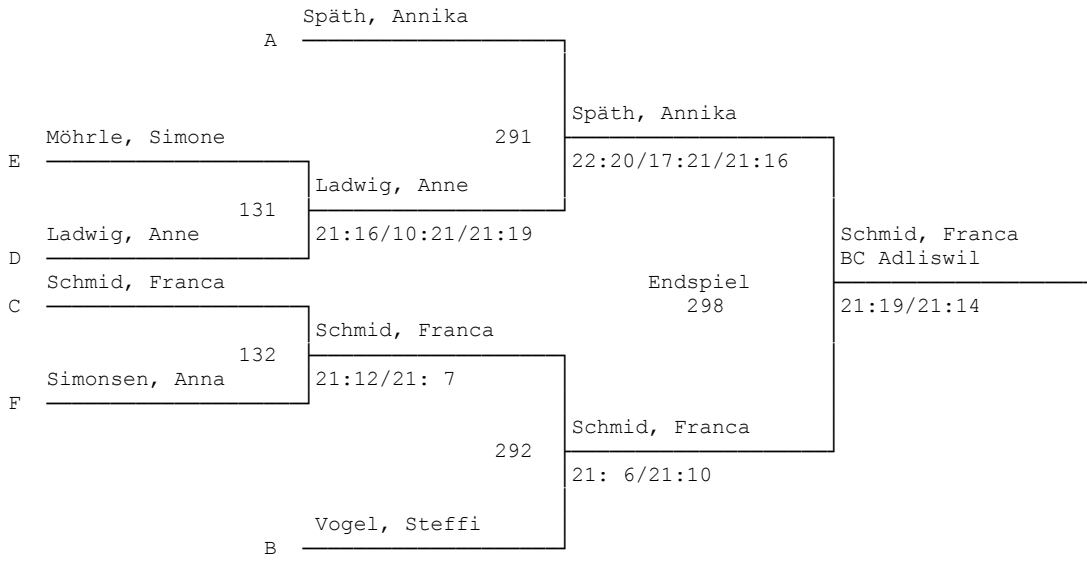 Späth, Annika
A
Späth, Annika
Möhrle, Simone 291
E 22:20/17:21/21:16
Ladwig, Anne
131
Ladwig, Anne 21:16/10:21/21:19 Schmid, Franca
D BC Adliswil
Schmid, Franca Endspiel
C 298 21:19/21:14
Schmid, Franca
132
Simonsen, Anna 21:12/21: 7
F
Schmid, Franca
292
21: 6/21:10
Vogel, Steffi
B